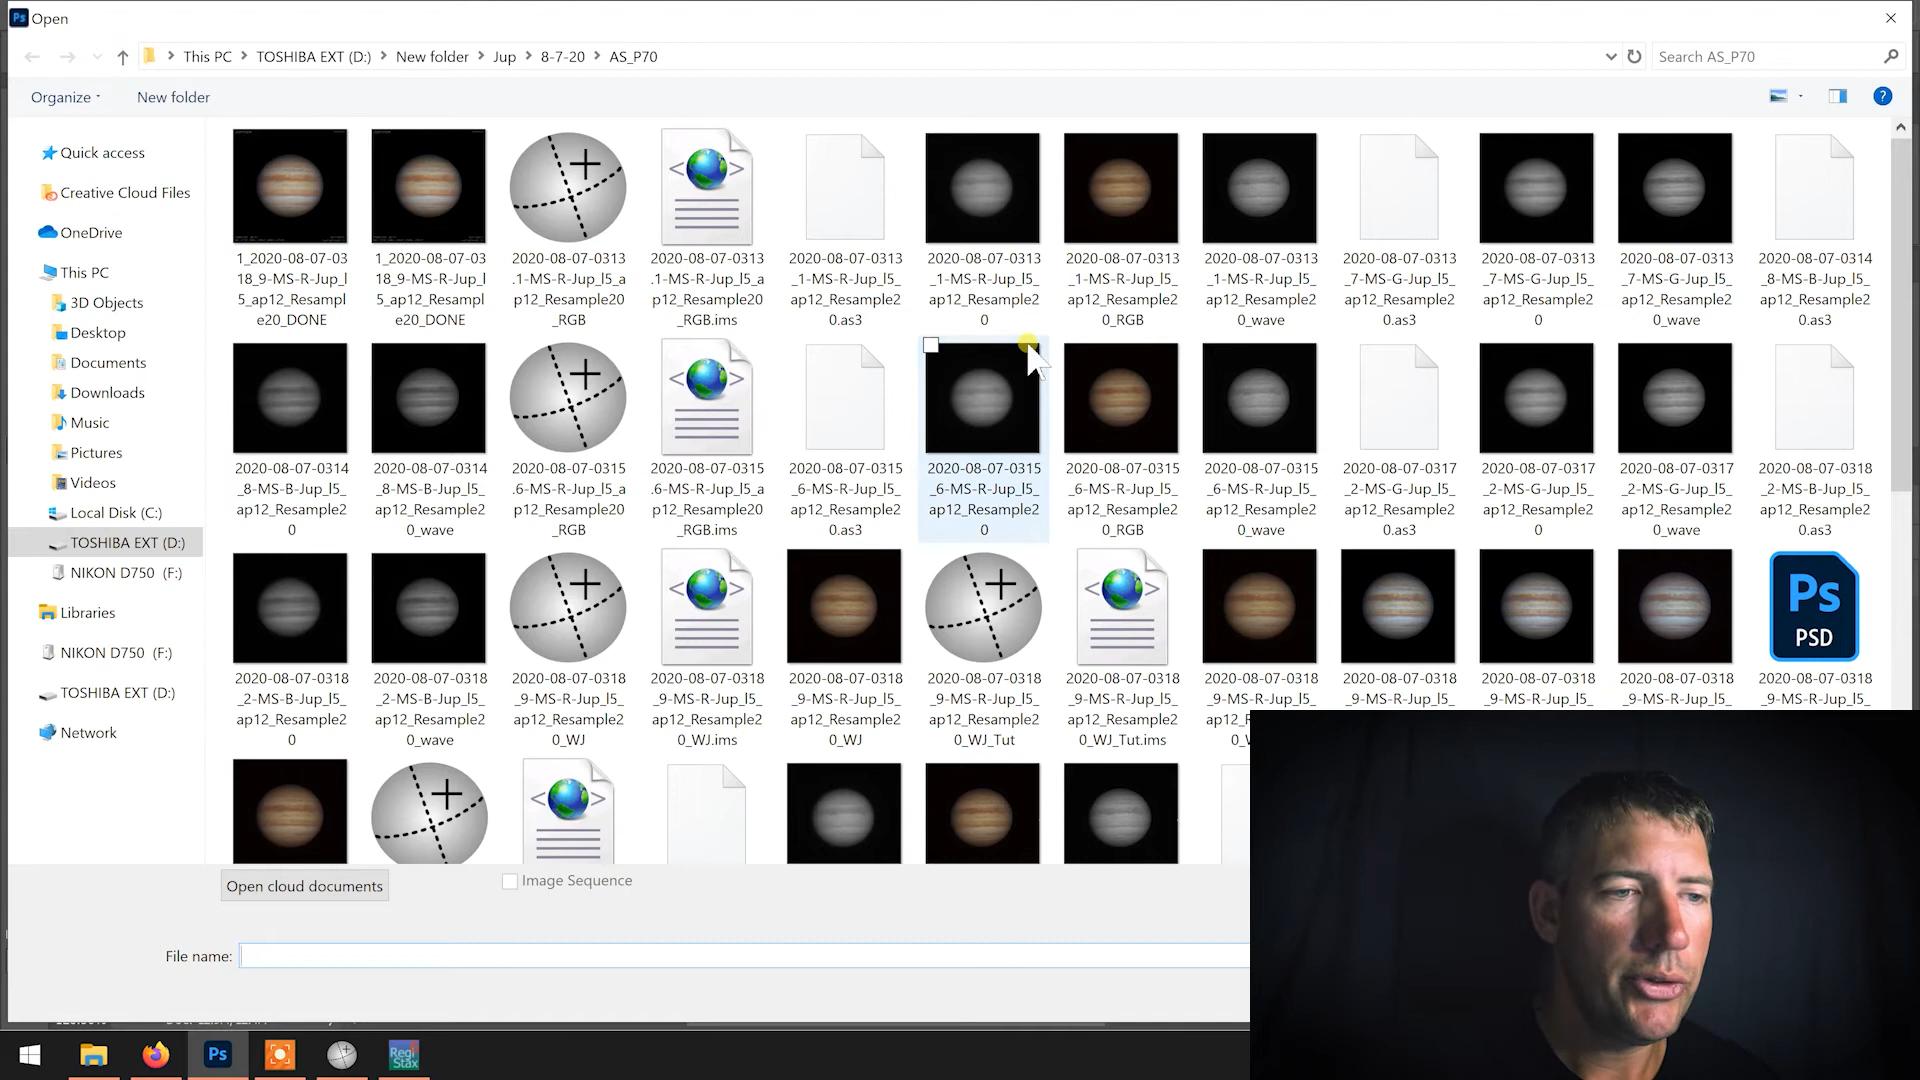 Ps Open
This PC TOSHIBA EXT (D:) New folder Jup 8-7-20 AS_P70 Search AS_P70
Organize New folder
Quick access
Creative Cloud Files
OneDrive
This PC
3D Objects
Desktop
Documents
Downloads
Music
Pictures
Videos
Local Disk (C:)
TOSHIBA EXT (D:)
NIKON D750 (F:)
Libraries
NIKON D750 (F:)
TOSHIBA EXT (D:)
Network
1_2020-08-07-03 1_2020-08-07-03 2020-08-07-0313 2020-08-07-0313 2020-08-07-0313 2020-08-07-0313 2020-08-07-0313 2020-08-07-0313 2020-08-07-0313 2020-08-07-0313 2020-08-07-0313 2020-08-07-0314
18_9-MS-R-Jup_l 18_9-MS-R-Jup_l .1-MS-R-Jup_l5_a .1-MS-R-Jup_l5_a _1-MS-R-Jup_l5_ _1-MS-R-Jup_l5_ _1-MS-R-Jup_l5_ _1-MS-R-Jup_l5_ _7-MS-G-Jup_l5_ _7-MS-G-Jup_l5_ _7-MS-G-Jup_l5_ _8-MS-B-Jup_l5_
5_ap12_Resampl 5_ap12_Resampl p12_Resample20 p12_Resample20 ap12_Resample2 ap12_Resample2 ap12_Resample2 ap12_Resample2 ap12_Resample2 ap12_Resample2 ap12_Resample2 ap12_Resample2
e20_DONE e20_DONE _RGB _RGB.ims 0.as3 0 0_RGB 0_wave 0.as3 0 0_wave 0.as3
2020-08-07-0314 2020-08-07-0314 2020-08-07-0315 2020-08-07-0315 2020-08-07-0315 2020-08-07-0315 2020-08-07-0315 2020-08-07-0315 2020-08-07-0317 2020-08-07-0317 2020-08-07-0317 2020-08-07-0318
_8-MS-B-Jup_l5_ _8-MS-B-Jup_l5_ .6-MS-R-Jup_l5_a .6-MS-R-Jup_l5_a _6-MS-R-Jup_l5_ _6-MS-R-Jup_l5_ _6-MS-R-Jup_l5_ _6-MS-R-Jup_l5_ _2-MS-G-Jup_l5_ _2-MS-G-Jup_l5_ _2-MS-G-Jup_l5_ _2-MS-B-Jup_l5_
ap12_Resample2 ap12_Resample2 p12_Resample20 p12_Resample20 ap12_Resample2 ap12_Resample2 ap12_Resample2 ap12_Resample2 ap12_Resample2 ap12_Resample2 ap12_Resample2 ap12_Resample2
0 0_wave _RGB _RGB.ims 0.as3 0 0_RGB 0_wave 0.as3 0 0_wave 0.as3
Ps
PSD
2020-08-07-0318 2020-08-07-0318 2020-08-07-0318 2020-08-07-0318 2020-08-07-0318 2020-08-07-0318 2020-08-07-0318 2020-08-07-0318 2020-08-07-0318 2020-08-07-0318 2020-08-07-0318 2020-08-07-0318
_2-MS-B-Jup_l5_ _2-MS-B-Jup_l5_ _9-MS-R-Jup_l5_ _9-MS-R-Jup_l5_ _9-MS-R-Jup_l5_ _9-MS-R-Jup_l5_ _9-MS-R-Jup_l5_ _9-MS-R-Jup_l5_ _9-MS-R-Jup_l5_ _9-MS-R-Jup_l5_ _9-MS-R-Jup_l5_ _9-MS-R-Jup_l5_
ap12_Resample2 ap12_Resample2 ap12_Resample2 ap12_Resample2 ap12_Resample2 ap12_Resample2 ap12_Resample2
0 0_wave 0_WJ 0_WJ.ims 0_WJ 0_WJ_Tut 0_WJ_Tut.ims
Open cloud documents Image Sequence
File name:
Ps Regi Stax